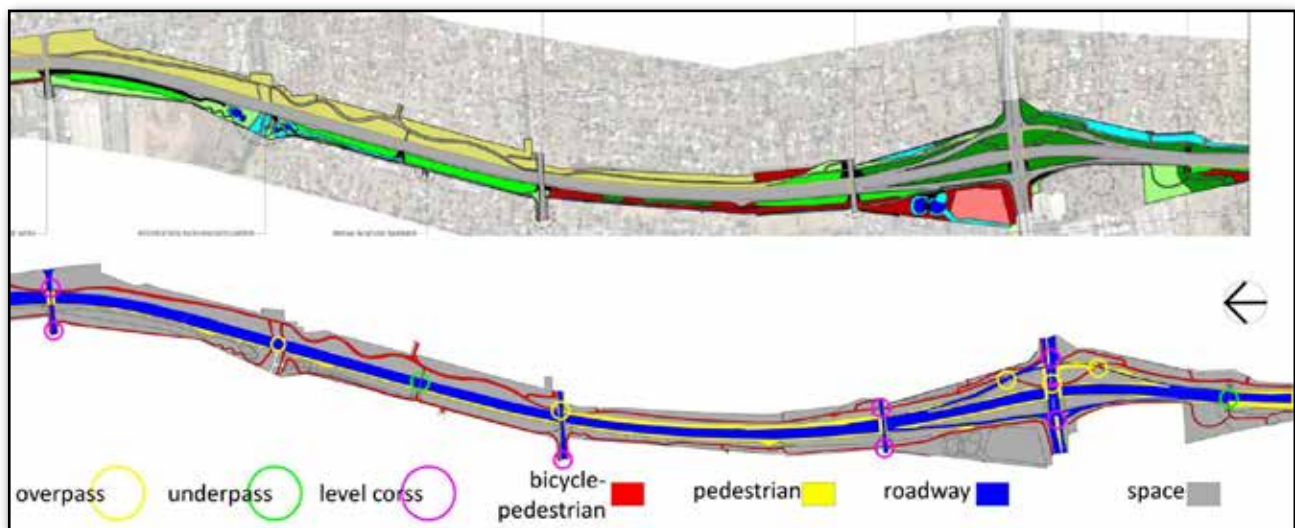 overpass underpass level corss bicycle-
pedestrian pedestrian roadway space